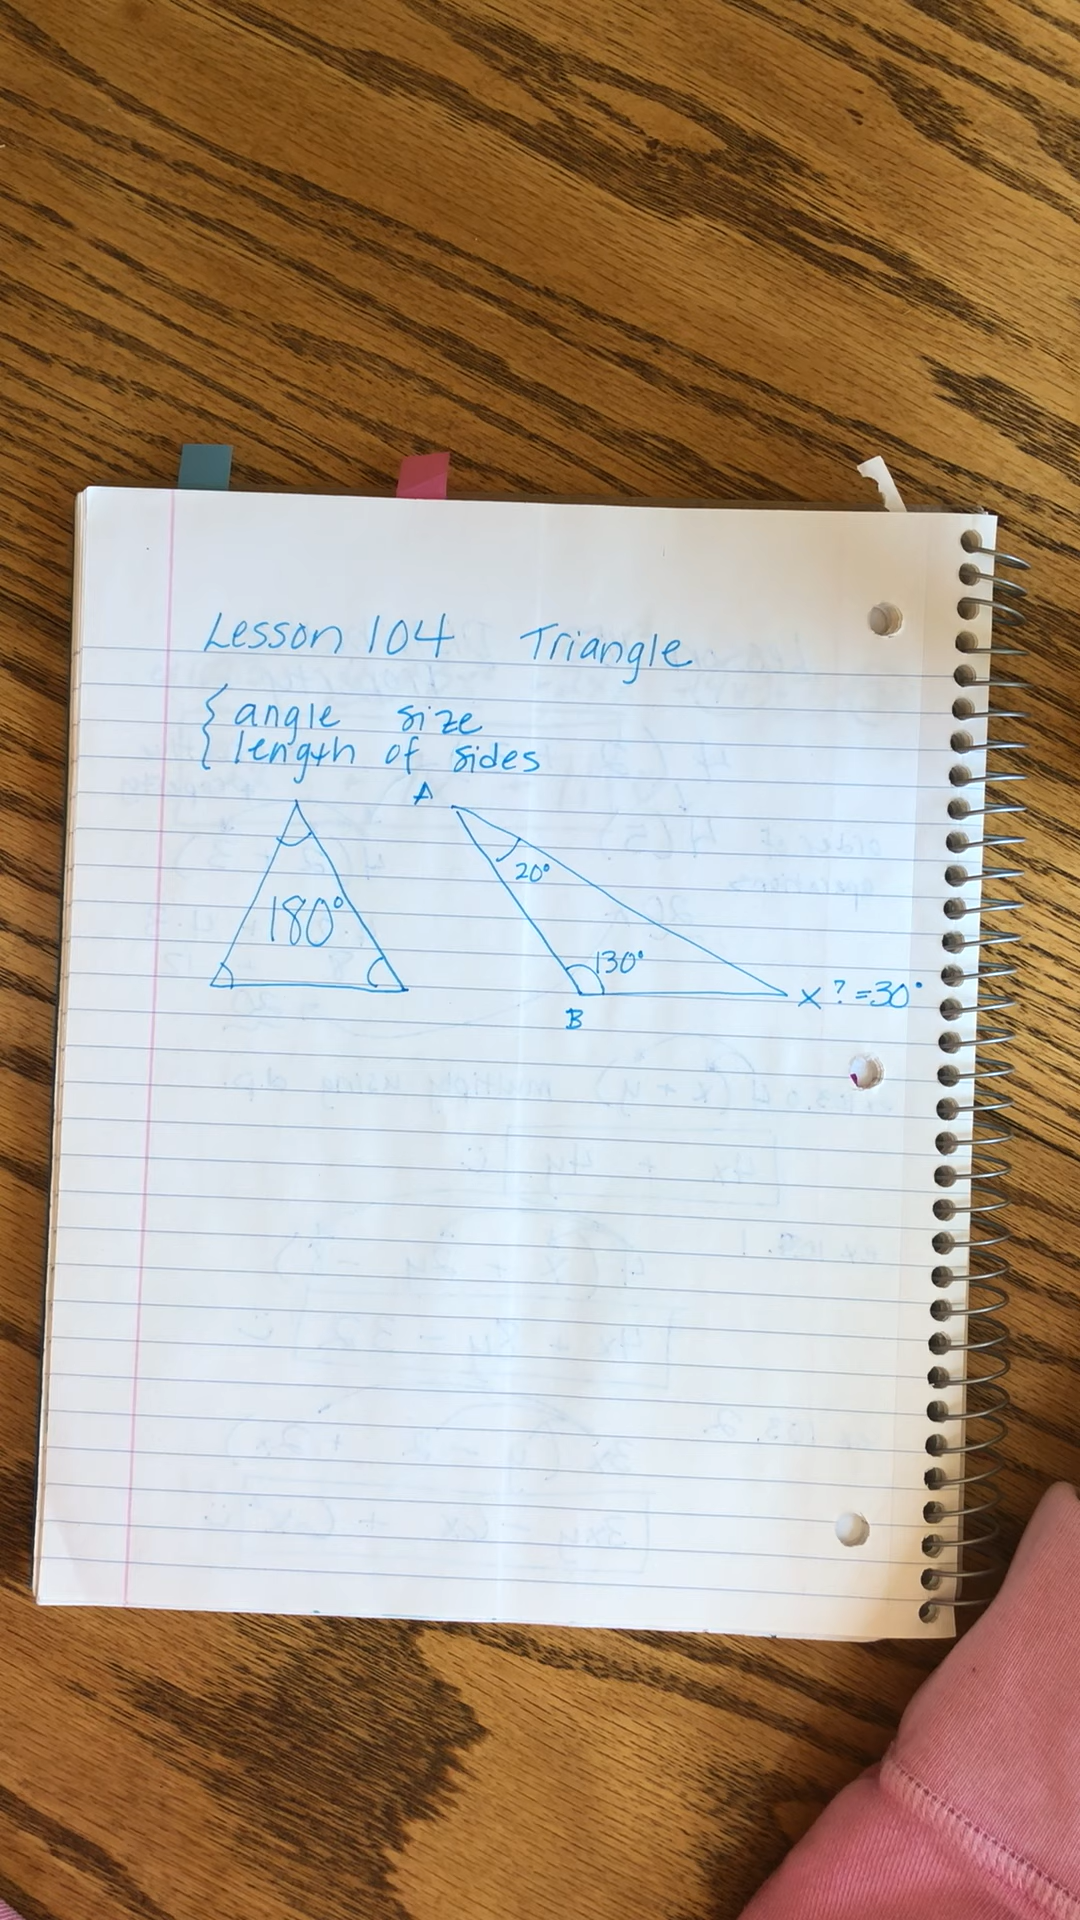 Lesson 104 Triangle
{ angle size
{ length of sides
A
180°
20°
130°
x ? = 30°
B